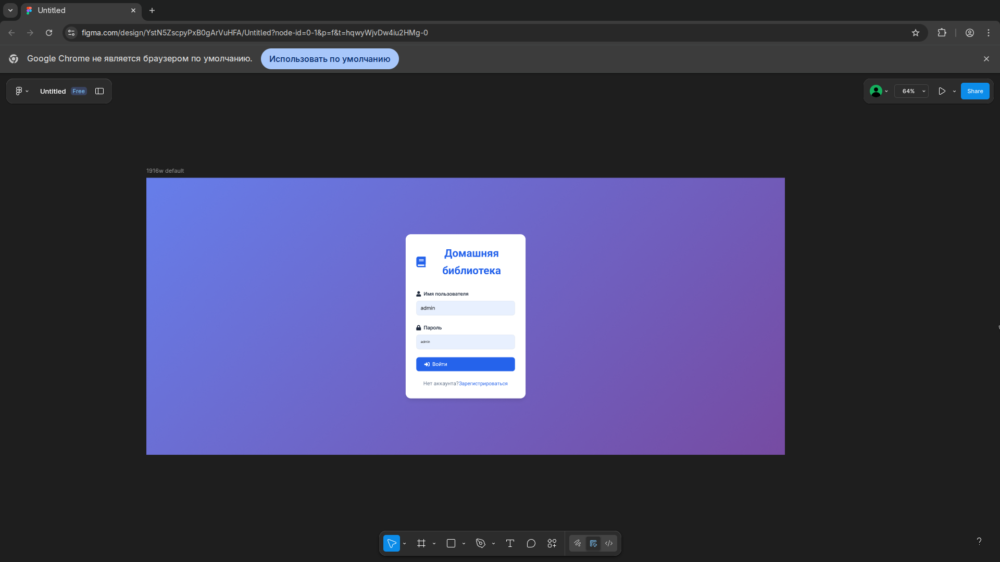 Untitled
figma.com/design/YstN5ZscpyPxB0gArVuHFA/Untitled?node-id=0-1&p=f&t=hqwyWjvDw4iu2HMg-0
Google Chrome не является браузером по умолчанию.
Использовать по умолчанию
Untitled
Free
64%
Share
1916w default
Домашняя
библиотека
Имя пользователя
admin
Пароль
admin
Войти
Нет аккаунта?Зарегистрироваться
?